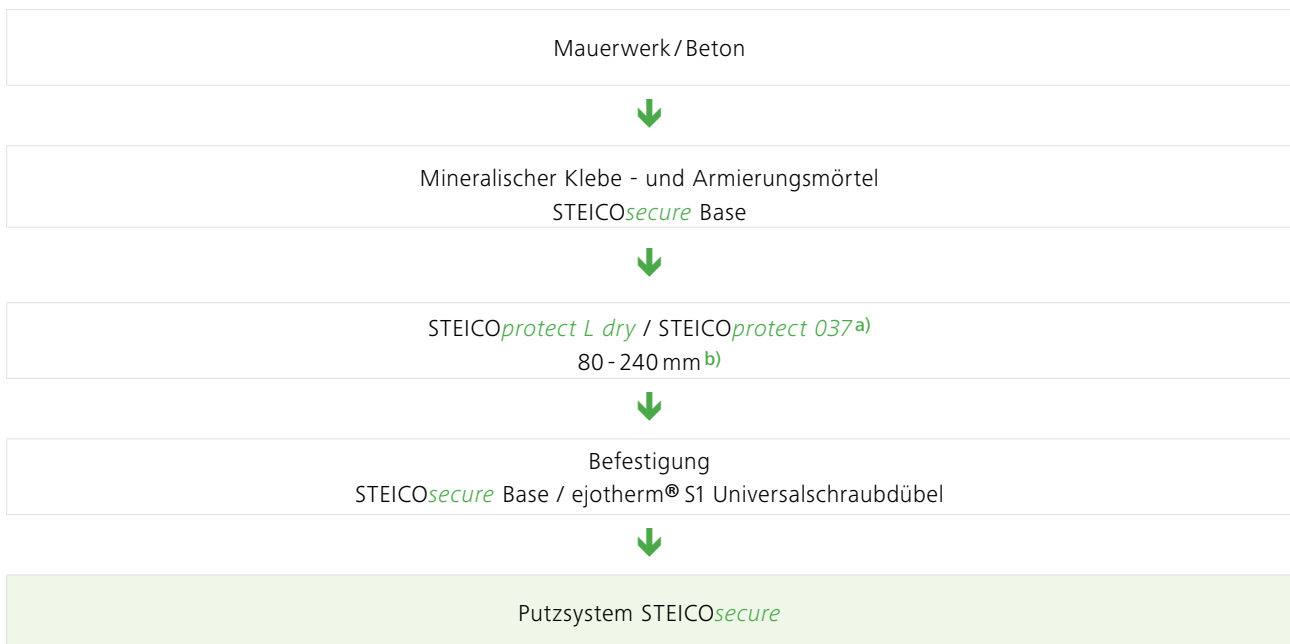 Mauerwerk / Beton
Mineralischer Klebe - und Armierungsmörtel
STEICOsecure Base
STEICOprotect L dry / STEICOprotect 037 a)
80 - 240 mm b)
Befestigung
STEICOsecure Base / ejotherm® S1 Universalschraubdübel
Putzsystem STEICOsecure